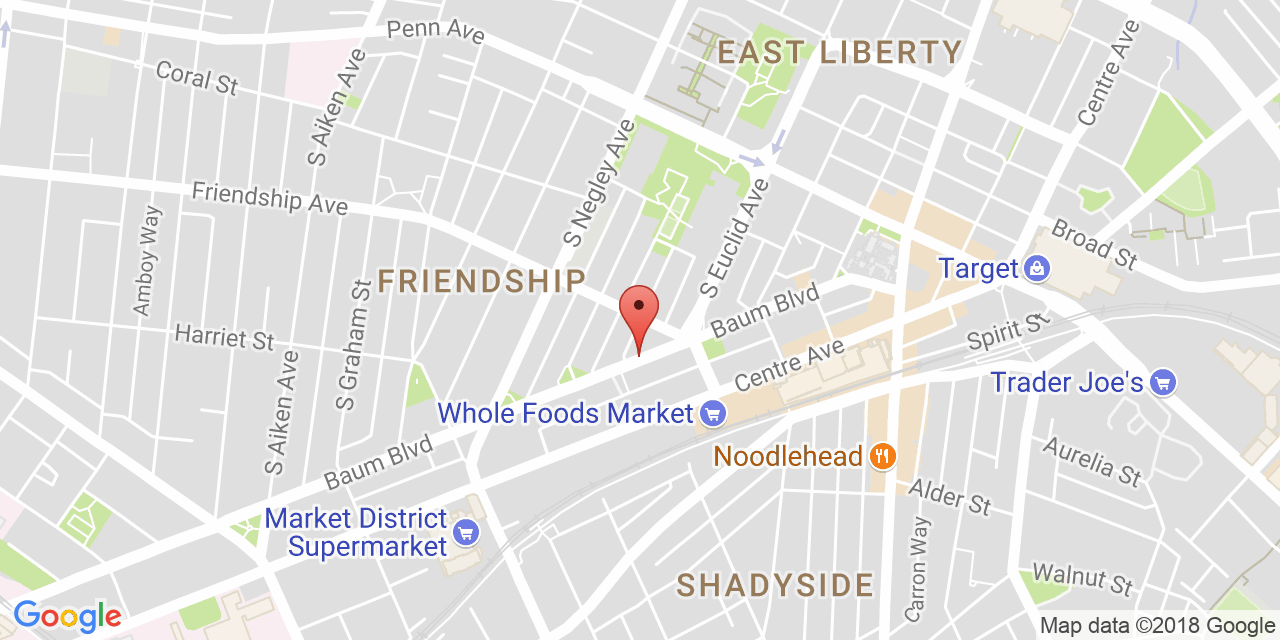 Penn Ave
EAST LIBERTY
Coral St
S Aiken Ave
Centre Ave
S Negley Ave
Friendship Ave
S Euclid Ave
Amboy Way
Broad St
FRIENDSHIP
Target
S Graham St
Baum Blvd
Harriet St
Spirit St
Centre Ave
Trader Joe's
S Aiken Ave
Whole Foods Market
Noodlehead
Baum Blvd
Aurelia St
Alder St
Market District
Supermarket
Carron Way
SHADYSIDE
Walnut St
Google
Map data ©2018 Google